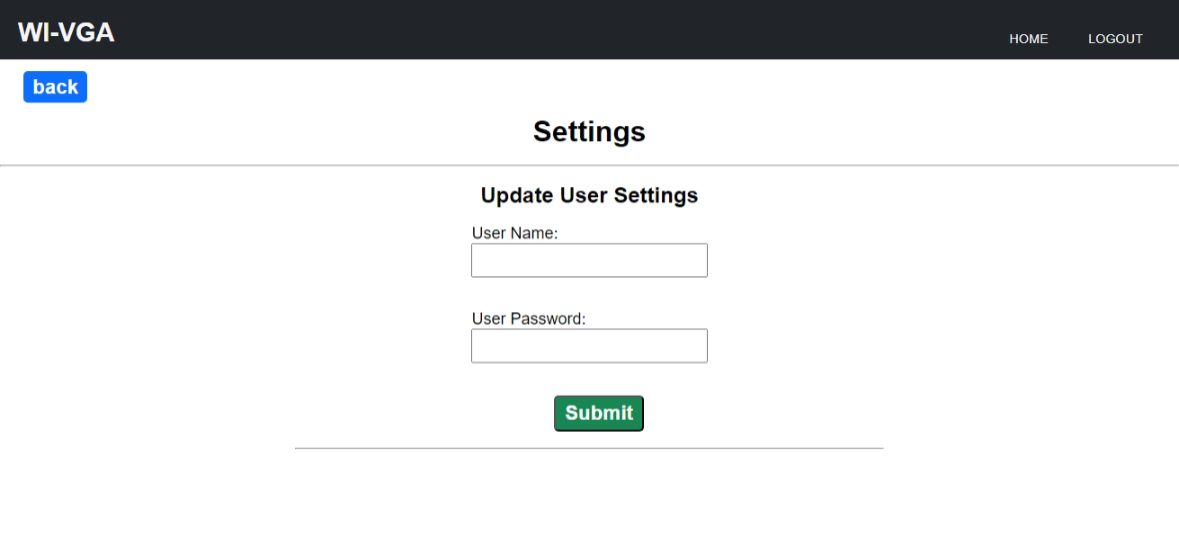 WI-VGA
HOME LOGOUT
back
Settings
Update User Settings
User Name:
User Password:
Submit